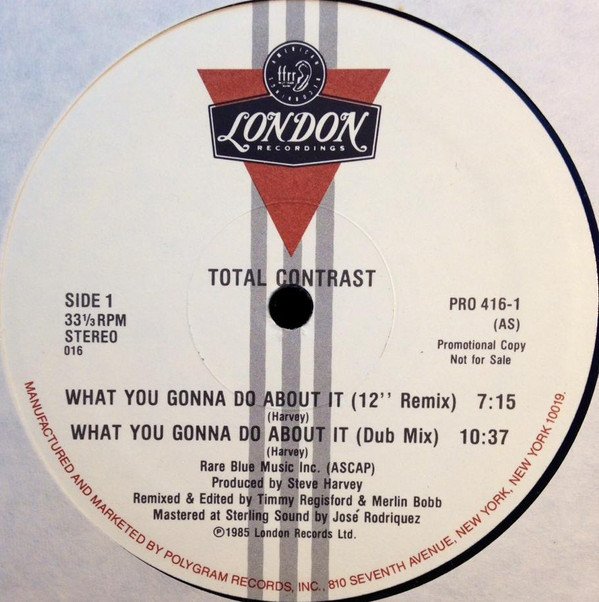 AMERICAN RECORDINGS
ffrr
LONDON
RECORDINGS
TOTAL CONTRAST
SIDE 1
33⅓ RPM
STEREO
016
PRO 416-1
(AS)
Promotional Copy
Not for Sale
WHAT YOU GONNA DO ABOUT IT (12'' Remix) 7:15
(Harvey)
WHAT YOU GONNA DO ABOUT IT (Dub Mix) 10:37
(Harvey)
Rare Blue Music Inc. (ASCAP)
Produced by Steve Harvey
Remixed & Edited by Timmy Regisford & Merlin Bobb
Mastered at Sterling Sound by José Rodriquez
℗1985 London Records Ltd.
MANUFACTURED AND MARKETED BY POLYGRAM RECORDS, INC., 810 SEVENTH AVENUE, NEW YORK, NEW YORK 10019.